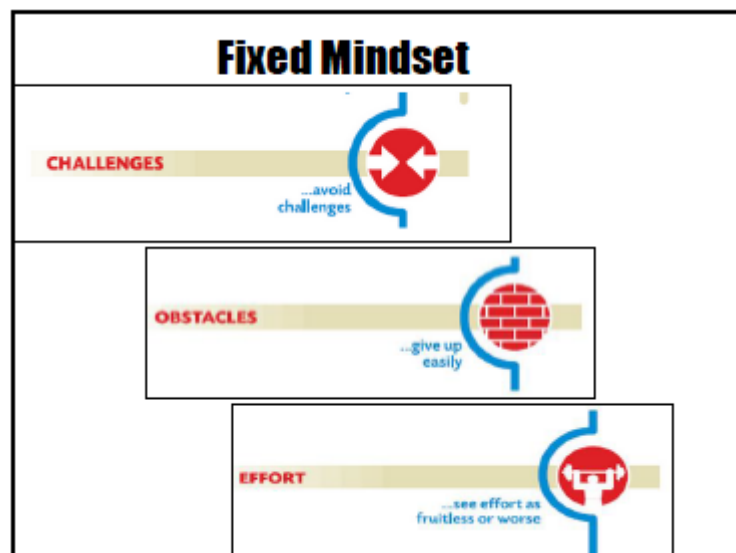 Fixed Mindset
CHALLENGES
...avoid
challenges
OBSTACLES
...give up
easily
EFFORT
...see effort as
fruitless or worse